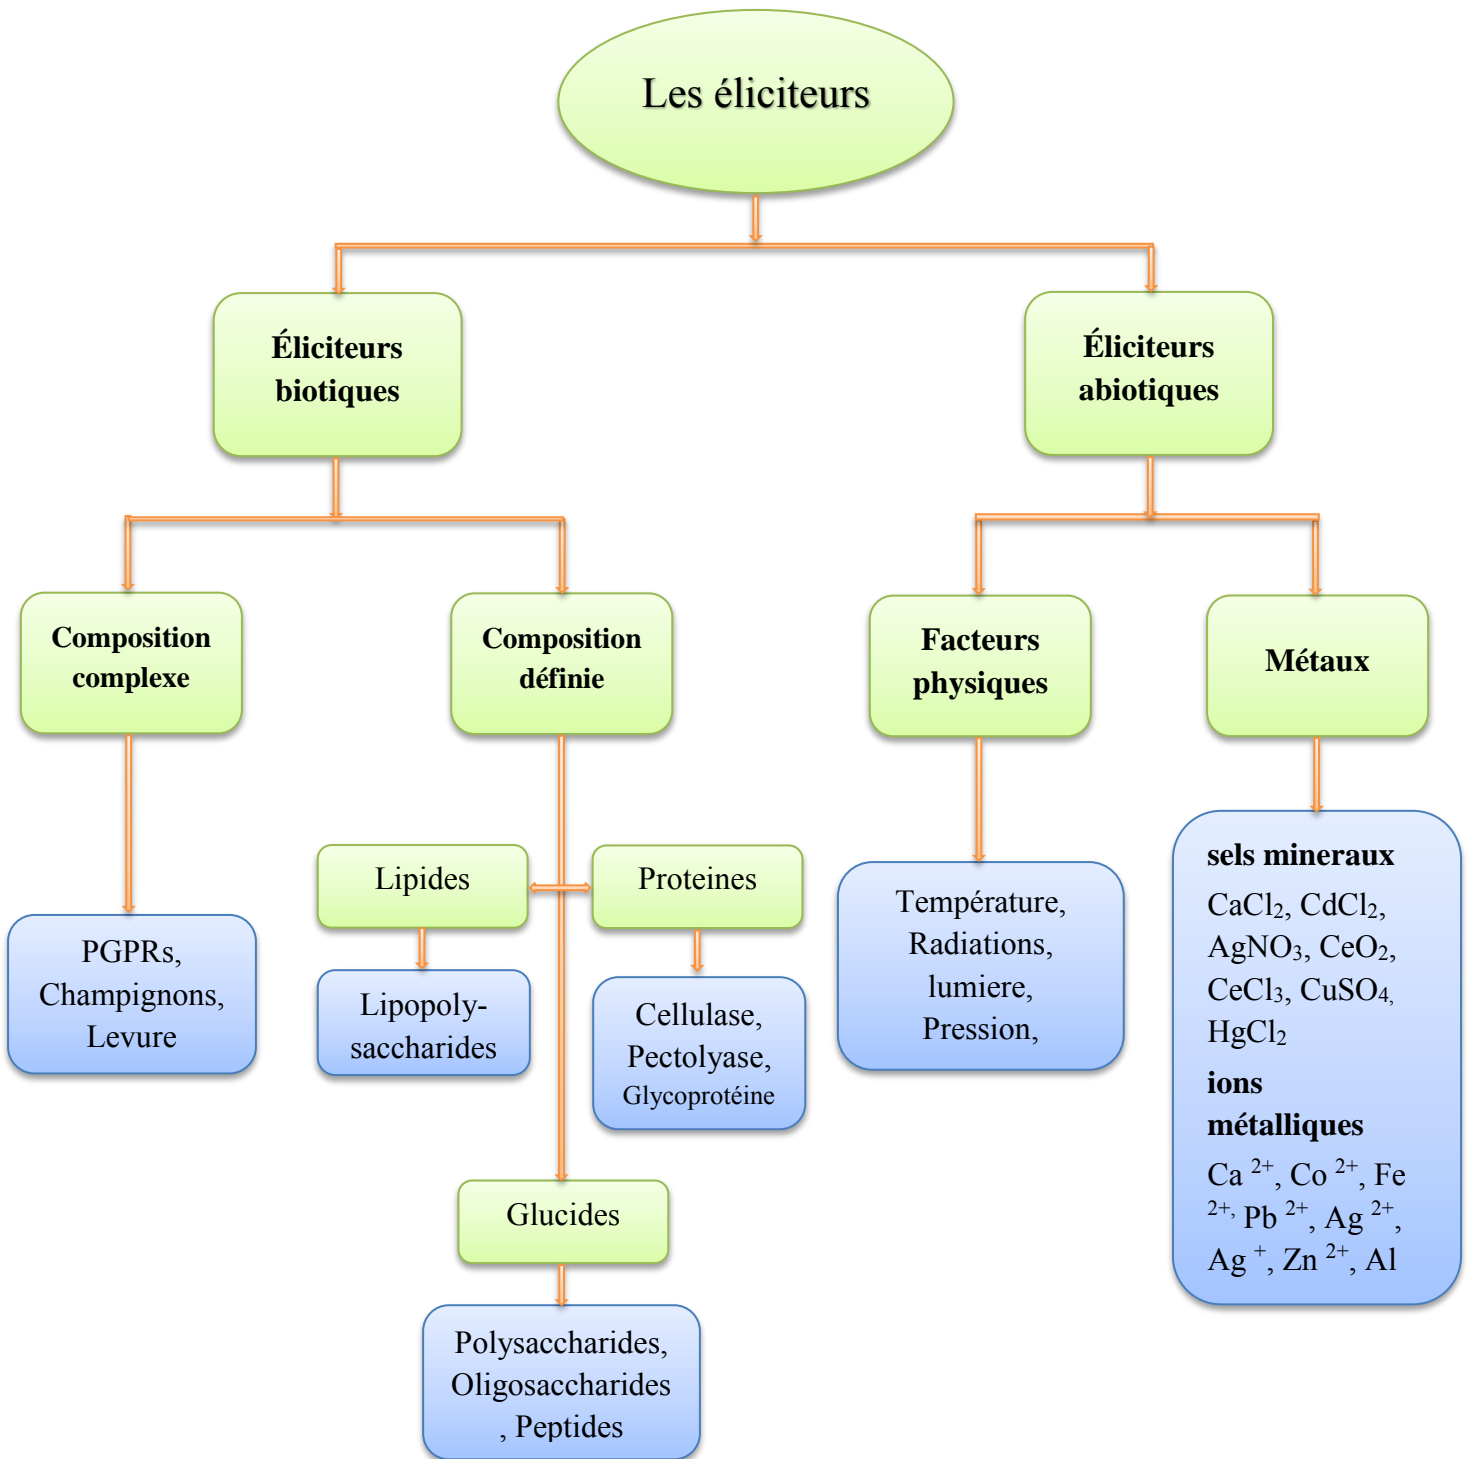 Les éliciteurs
Éliciteurs
biotiques
Éliciteurs
abiotiques
Composition
complexe
Composition
définie
Facteurs
physiques
Métaux
Lipides
Proteines
PGPRs,
Champignons,
Levure
Lipopoly-
saccharides
Cellulase,
Pectolyase,
Glycoprotéine
Température,
Radiations,
lumiere,
Pression,
sels mineraux
CaCl₂, CdCl₂,
AgNO₃, CeO₂,
CeCl₃, CuSO₄,
HgCl₂
ions
métalliques
Ca ²⁺, Co ²⁺, Fe
²⁺, Pb ²⁺, Ag ²⁺,
Ag ⁺, Zn ²⁺, Al
Glucides
Polysaccharides,
Oligosaccharides
, Peptides